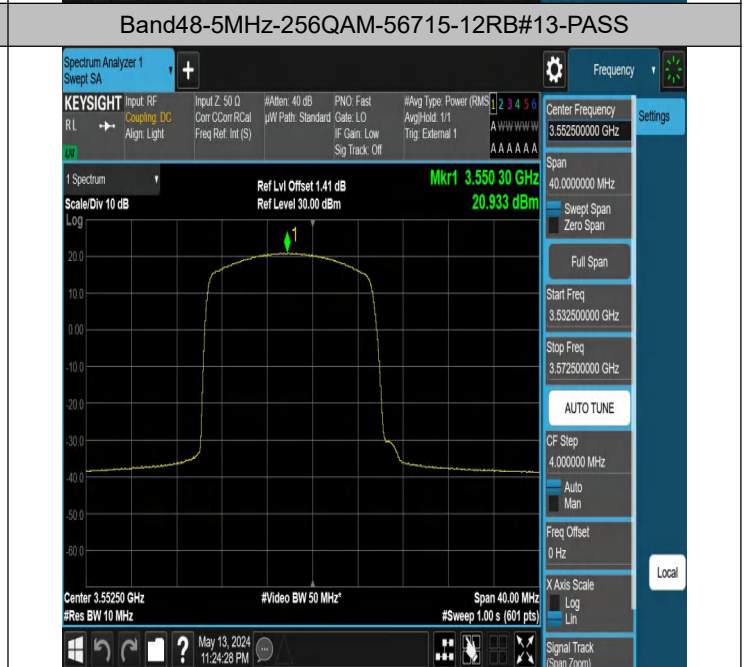 Band48-5MHz-256QAM-56715-12RB#13-PASS
Spectrum Analyzer 1
Swept SA
Frequency
KEYSIGHT
RL
LXI
Input: RF
Coupling: DC
Align: Light
Input Z: 50 Ω
Corr CCorr RCal
Freq Ref: Int (S)
#Atten: 40 dB
µW Path: Standard
PNO: Fast
Gate: LO
IF Gain: Low
Sig Track: Off
#Avg Type: Power (RMS
Avg|Hold: 1/1
Trig: External 1
1 2 3 4 5 6
A W W W W W
A A A A A A
1 Spectrum
Scale/Div 10 dB
Log
Ref Lvl Offset 1.41 dB
Ref Level 30.00 dBm
Mkr1 3.550 30 GHz
20.933 dBm
1
20.0
10.0
0.00
-10.0
-20.0
-30.0
-40.0
-50.0
-60.0
Center 3.55250 GHz
#Res BW 10 MHz
#Video BW 50 MHz*
Span 40.00 MHz
#Sweep 1.00 s (601 pts)
Center Frequency
3.552500000 GHz
Span
40.0000000 MHz
Swept Span
Zero Span
Full Span
Start Freq
3.532500000 GHz
Stop Freq
3.572500000 GHz
AUTO TUNE
CF Step
4.000000 MHz
Auto
Man
Freq Offset
0 Hz
X Axis Scale
Log
Lin
Signal Track
(Span Zoom)
Settings
Local
?
May 13, 2024
11:24:28 PM